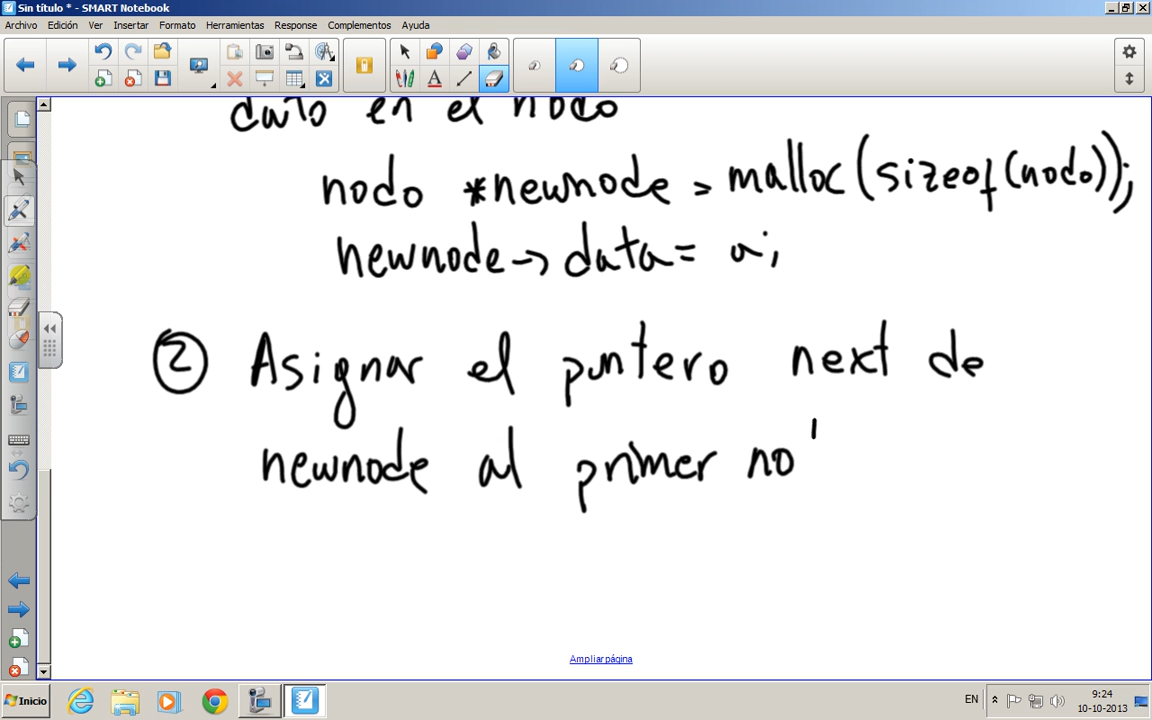 Sin título * - SMART Notebook
Archivo Edición Ver Insertar Formato Herramientas Response Complementos Ayuda
dato en el nodo
nodo *newnode = malloc(sizeof(nodo));
newnode→data = a;
② Asignar el puntero next de
newnode al primer no'
Ampliar página
Inicio
EN
9:24
10-10-2013